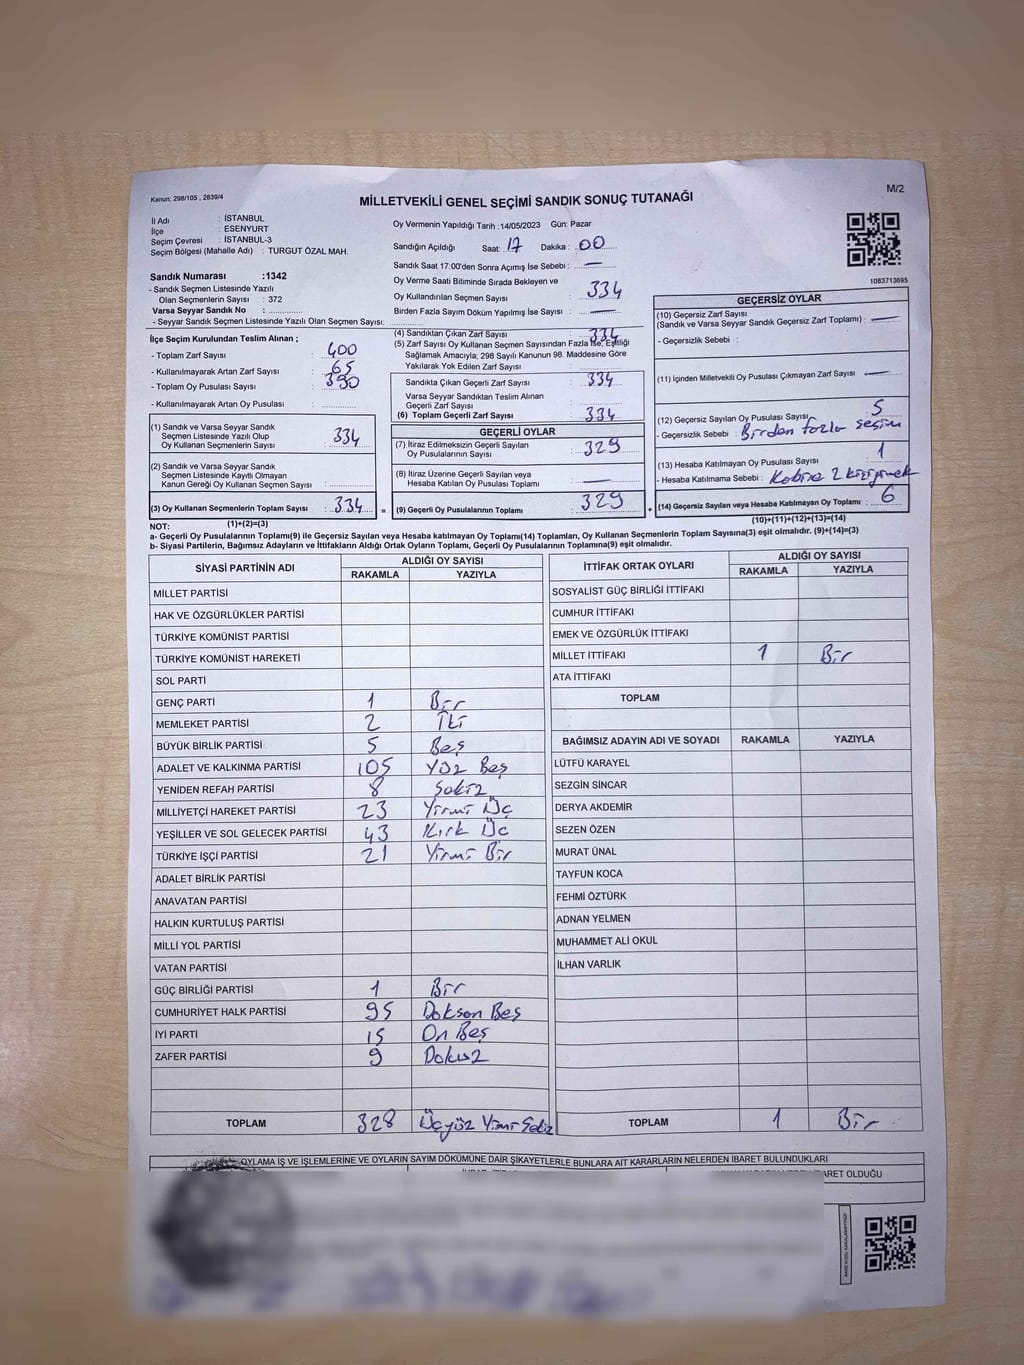 Kanun; 298/105 , 2839/4
MİLLETVEKİLİ GENEL SEÇİMİ SANDIK SONUÇ TUTANAĞI
M/2
İl Adı : İSTANBUL
İlçe : ESENYURT
Seçim Çevresi : İSTANBUL-3
Seçim Bölgesi (Mahalle Adı) : TURGUT ÖZAL MAH.
Sandık Numarası :1342
- Sandık Seçmen Listesinde Yazılı
Olan Seçmenlerin Sayısı : 372
Varsa Seyyar Sandık No :
- Seyyar Sandık Seçmen Listesinde Yazılı Olan Seçmen Sayısı:
Oy Vermenin Yapıldığı Tarih :14/05/2023 Gün: Pazar
Sandığın Açıldığı Saat: 17 Dakika : 00
Sandık Saat 17:00'den Sonra Açımış İse Sebebi : —
Oy Verme Saati Bitiminde Sırada Bekleyen ve
Oy Kullandırılan Seçmen Sayısı : 334
Birden Fazla Sayım Döküm Yapılmış İse Sayısı : —
1083713695
İlçe Seçim Kurulundan Teslim Alınan ;
- Toplam Zarf Sayısı : 400
- Kullanılmayarak Artan Zarf Sayısı : 65
- Toplam Oy Pusulası Sayısı : 390
- Kullanılmayarak Artan Oy Pusulası :
(1) Sandık ve Varsa Seyyar Sandık
Seçmen Listesinde Yazılı Olup
Oy Kullanan Seçmenlerin Sayısı : 334
(2) Sandık ve Varsa Seyyar Sandık
Seçmen Listesinde Kayıtlı Olmayan
Kanun Gereği Oy Kullanan Seçmen Sayısı :
(3) Oy Kullanan Seçmenlerin Toplam Sayısı : 334 =
(1)+(2)=(3)
(4) Sandıktan Çıkan Zarf Sayısı : 334
(5) Zarf Sayısı Oy Kullanan Seçmen Sayısından Fazla İse, Eşitliği
Sağlamak Amacıyla; 298 Sayılı Kanunun 98. Maddesine Göre
Yakılarak Yok Edilen Zarf Sayısı :
Sandıkta Çıkan Geçerli Zarf Sayısı : 334
Varsa Seyyar Sandıktan Teslim Alınan
Geçerli Zarf Sayısı :
(6) Toplam Geçerli Zarf Sayısı : 334
GEÇERLİ OYLAR
(7) İtiraz Edilmeksizin Geçerli Sayılan
Oy Pusulalarının Sayısı : 329
(8) İtiraz Üzerine Geçerli Sayılan veya
Hesaba Katılan Oy Pusulası Toplamı : —
(9) Geçerli Oy Pusulalarının Toplamı : 329 +
GEÇERSİZ OYLAR
(10) Geçersiz Zarf Sayısı
(Sandık ve Varsa Seyyar Sandık Geçersiz Zarf Toplamı) : —
- Geçersizlik Sebebi :
(11) İçinden Milletvekili Oy Pusulası Çıkmayan Zarf Sayısı : —
(12) Geçersiz Sayılan Oy Pusulası Sayısı : 5
- Geçersizlik Sebebi : Birden fazla seçim
(13) Hesaba Katılmayan Oy Pusulası Sayısı : 1
- Hesaba Katılmama Sebebi : Kabine 2 kişi
(14) Geçersiz Sayılan veya Hesaba Katılmayan Oy Toplamı : 6
(10)+(11)+(12)+(13)=(14)
NOT:
a- Geçerli Oy Pusulalarının Toplamı(9) ile Geçersiz Sayılan veya Hesaba Katılmayan Oy Toplamı(14) Toplamları, Oy Kullanan Seçmenlerin Toplam Sayısına(3) eşit olmalıdır. (9)+(14)=(3)
b- Siyasi Partilerin, Bağımsız Adayların ve İttifakların Aldığı Ortak Oyların Toplamı, Geçerli Oy Pusulalarının Toplamına(9) eşit olmalıdır.
SİYASİ PARTİNİN ADI ALDIĞI OY SAYISI
RAKAMLA YAZIYLA
MİLLET PARTİSİ
HAK VE ÖZGÜRLÜKLER PARTİSİ
TÜRKİYE KOMÜNİST PARTİSİ
TÜRKİYE KOMÜNİST HAREKETİ
SOL PARTİ
GENÇ PARTİ 1 Bir
MEMLEKET PARTİSİ 2 İki
BÜYÜK BİRLİK PARTİSİ 5 Beş
ADALET VE KALKINMA PARTİSİ 105 Yüz Beş
YENİDEN REFAH PARTİSİ 8 Sekiz
MİLLİYETÇİ HAREKET PARTİSİ 23 Yirmi Üç
YEŞİLLER VE SOL GELECEK PARTİSİ 43 Kırk Üç
TÜRKİYE İŞÇİ PARTİSİ 21 Yirmi Bir
ADALET BİRLİK PARTİSİ
ANAVATAN PARTİSİ
HALKIN KURTULUŞ PARTİSİ
MİLLİ YOL PARTİSİ
VATAN PARTİSİ
GÜÇ BİRLİĞİ PARTİSİ 1 Bir
CUMHURİYET HALK PARTİSİ 95 Doksan Beş
İYİ PARTİ 15 On Beş
ZAFER PARTİSİ 9 Dokuz
TOPLAM 328 Üçyüz Yirmi Sekiz
İTTİFAK ORTAK OYLARI ALDIĞI OY SAYISI
RAKAMLA YAZIYLA
SOSYALİST GÜÇ BİRLİĞİ İTTİFAKI
CUMHUR İTTİFAKI
EMEK VE ÖZGÜRLÜK İTTİFAKI
MİLLET İTTİFAKI 1 Bir
ATA İTTİFAKI
TOPLAM
BAĞIMSIZ ADAYIN ADI VE SOYADI RAKAMLA YAZIYLA
LÜTFÜ KARAYEL
SEZGİN SİNCAR
DERYA AKDEMİR
SEZEN ÖZEN
MURAT ÜNAL
TAYFUN KOCA
FEHMİ ÖZTÜRK
ADNAN YELMEN
MUHAMMET ALİ OKUL
İLHAN VARLIK
TOPLAM 1 Bir
OYLAMA İŞ VE İŞLEMLERİNE VE OYLARIN SAYIM DÖKÜMÜNE DAİR ŞİKAYETLERLE BUNLARA AİT KARARLARIN NELERDEN İBARET BULUNDUKLARI
İBARET OLDUĞU